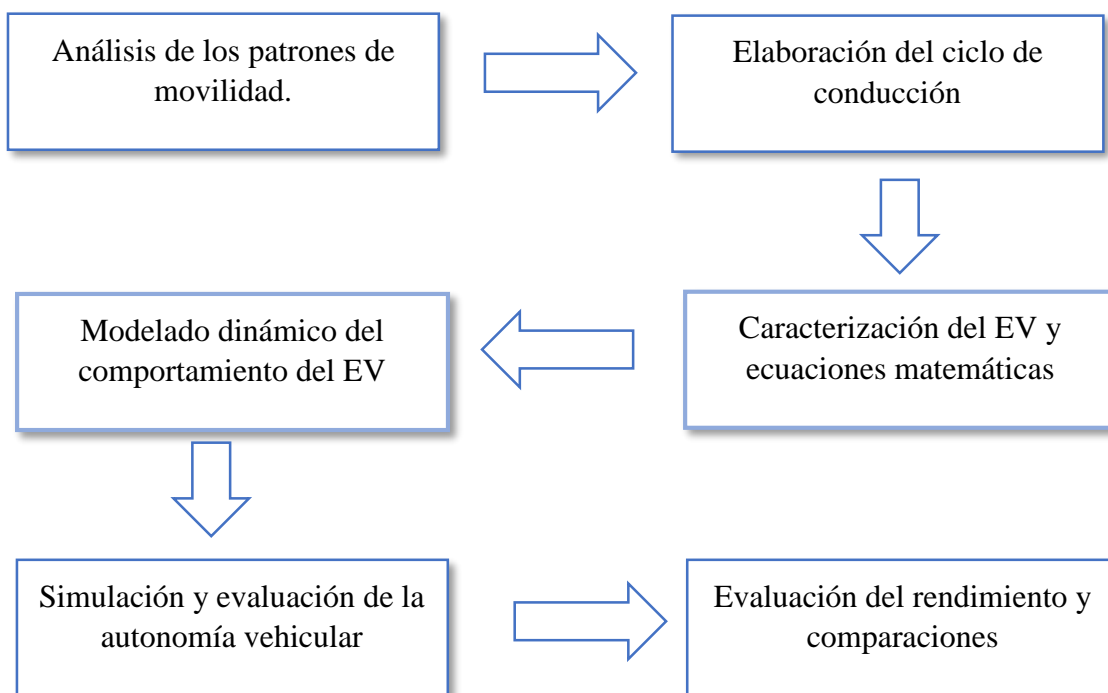 Análisis de los patrones de
movilidad.
Elaboración del ciclo de
conducción
Caracterización del EV y
ecuaciones matemáticas
Modelado dinámico del
comportamiento del EV
Simulación y evaluación de la
autonomía vehicular
Evaluación del rendimiento y
comparaciones